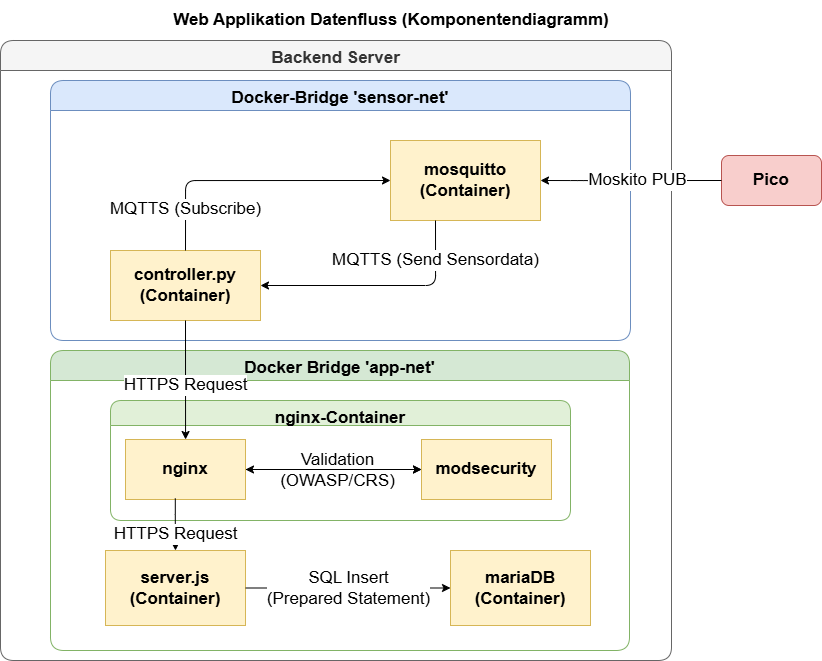 Web Applikation Datenfluss (Komponentendiagramm)
Backend Server
Docker-Bridge 'sensor-net'
mosquitto
(Container)
Moskito PUB
Pico
MQTTS (Subscribe)
MQTTS (Send Sensordata)
controller.py
(Container)
Docker Bridge 'app-net'
HTTPS Request
nginx-Container
nginx
Validation
(OWASP/CRS)
modsecurity
HTTPS Request
server.js
(Container)
SQL Insert
(Prepared Statement)
mariaDB
(Container)